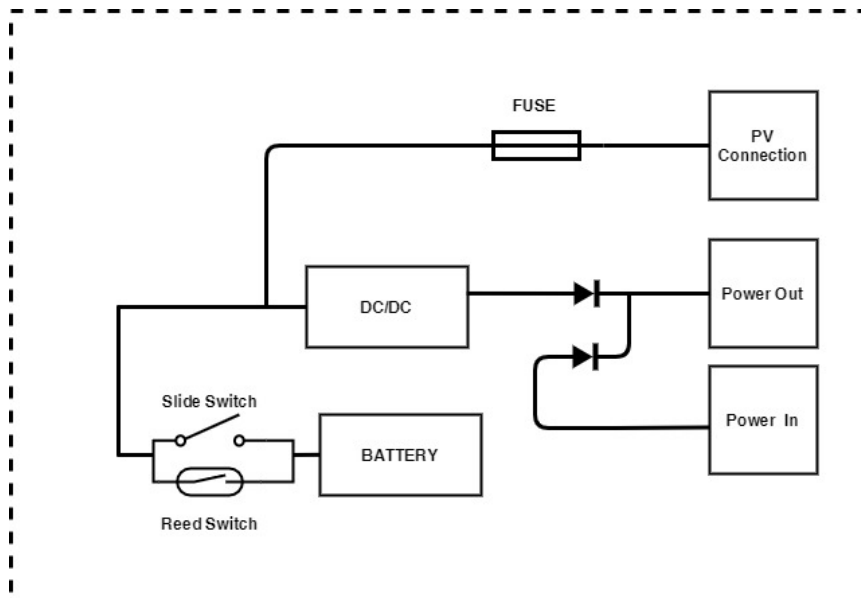 FUSE
PV
Connection
DC/DC
Power Out
Slide Switch
BATTERY
Power In
Reed Switch